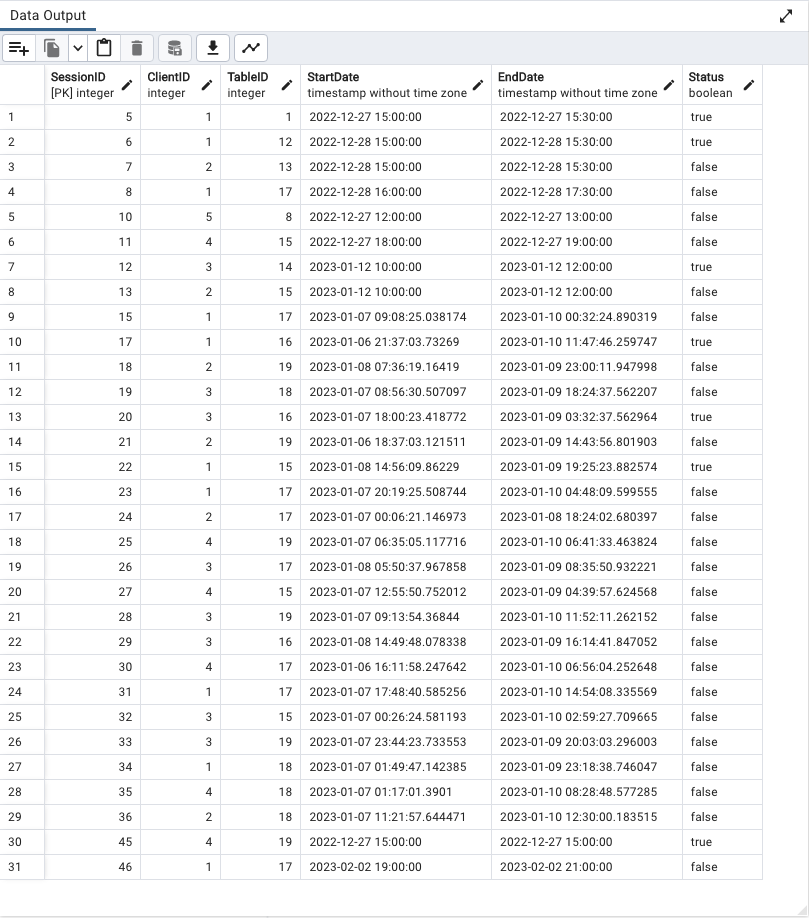 Data Output
SessionID ClientID TableID StartDate EndDate Status
[PK] integer integer integer timestamp without time zone timestamp without time zone boolean
1 5 1 1 2022-12-27 15:00:00 2022-12-27 15:30:00 true
2 6 1 12 2022-12-28 15:00:00 2022-12-28 15:30:00 true
3 7 2 13 2022-12-28 15:00:00 2022-12-28 15:30:00 false
4 8 1 17 2022-12-28 16:00:00 2022-12-28 17:30:00 false
5 10 5 8 2022-12-27 12:00:00 2022-12-27 13:00:00 false
6 11 4 15 2022-12-27 18:00:00 2022-12-27 19:00:00 false
7 12 3 14 2023-01-12 10:00:00 2023-01-12 12:00:00 true
8 13 2 15 2023-01-12 10:00:00 2023-01-12 12:00:00 false
9 15 1 17 2023-01-07 09:08:25.038174 2023-01-10 00:32:24.890319 false
10 17 1 16 2023-01-06 21:37:03.73269 2023-01-10 11:47:46.259747 true
11 18 2 19 2023-01-08 07:36:19.16419 2023-01-09 23:00:11.947998 false
12 19 3 18 2023-01-07 08:56:30.507097 2023-01-09 18:24:37.562207 false
13 20 3 16 2023-01-07 18:00:23.418772 2023-01-09 03:32:37.562964 true
14 21 2 19 2023-01-06 18:37:03.121511 2023-01-09 14:43:56.801903 false
15 22 1 15 2023-01-08 14:56:09.86229 2023-01-09 19:25:23.882574 true
16 23 1 17 2023-01-07 20:19:25.508744 2023-01-10 04:48:09.599555 false
17 24 2 17 2023-01-07 00:06:21.146973 2023-01-08 18:24:02.680397 false
18 25 4 19 2023-01-07 06:35:05.117716 2023-01-10 06:41:33.463824 false
19 26 3 17 2023-01-08 05:50:37.967858 2023-01-09 08:35:50.932221 false
20 27 4 15 2023-01-07 12:55:50.752012 2023-01-09 04:39:57.624568 false
21 28 3 19 2023-01-07 09:13:54.36844 2023-01-10 11:52:11.262152 false
22 29 3 16 2023-01-08 14:49:48.078338 2023-01-09 16:14:41.847052 false
23 30 4 17 2023-01-06 16:11:58.247642 2023-01-10 06:56:04.252648 false
24 31 1 17 2023-01-07 17:48:40.585256 2023-01-10 14:54:08.335569 false
25 32 3 15 2023-01-07 00:26:24.581193 2023-01-10 02:59:27.709665 false
26 33 3 19 2023-01-07 23:44:23.733553 2023-01-09 20:03:03.296003 false
27 34 1 18 2023-01-07 01:49:47.142385 2023-01-09 23:18:38.746047 false
28 35 4 18 2023-01-07 01:17:01.3901 2023-01-10 08:28:48.577285 false
29 36 2 18 2023-01-07 11:21:57.644471 2023-01-10 12:30:00.183515 false
30 45 4 19 2022-12-27 15:00:00 2022-12-27 15:00:00 true
31 46 1 17 2023-02-02 19:00:00 2023-02-02 21:00:00 false